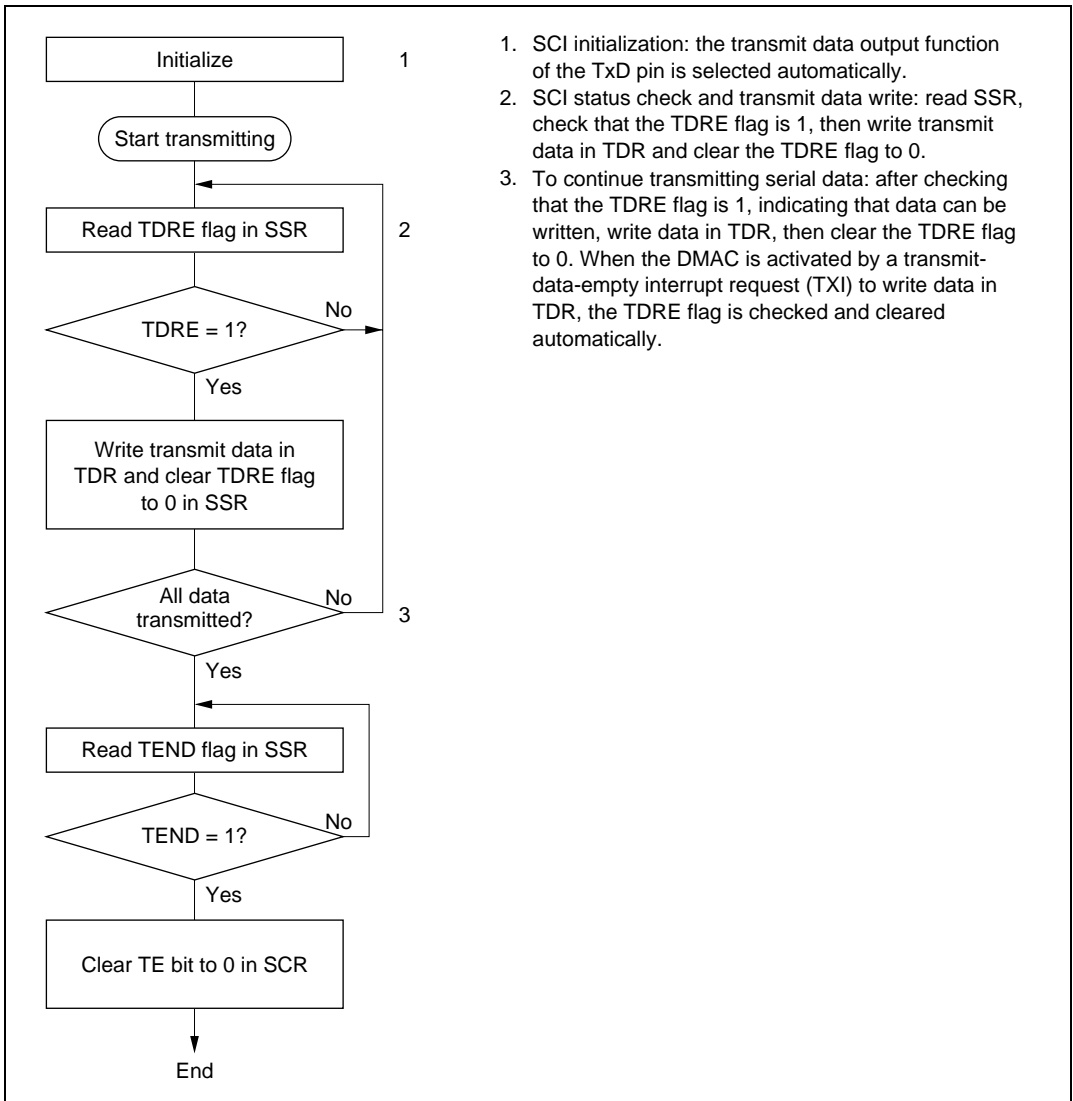 Initialize
1
Start transmitting
Read TDRE flag in SSR
2
TDRE = 1?
No
Yes
Write transmit data in
TDR and clear TDRE flag
to 0 in SSR
All data
transmitted?
No
3
Yes
Read TEND flag in SSR
TEND = 1?
No
Yes
Clear TE bit to 0 in SCR
End
1. SCI initialization: the transmit data output function
of the TxD pin is selected automatically.
2. SCI status check and transmit data write: read SSR,
check that the TDRE flag is 1, then write transmit
data in TDR and clear the TDRE flag to 0.
3. To continue transmitting serial data: after checking
that the TDRE flag is 1, indicating that data can be
written, write data in TDR, then clear the TDRE flag
to 0. When the DMAC is activated by a transmit-
data-empty interrupt request (TXI) to write data in
TDR, the TDRE flag is checked and cleared
automatically.